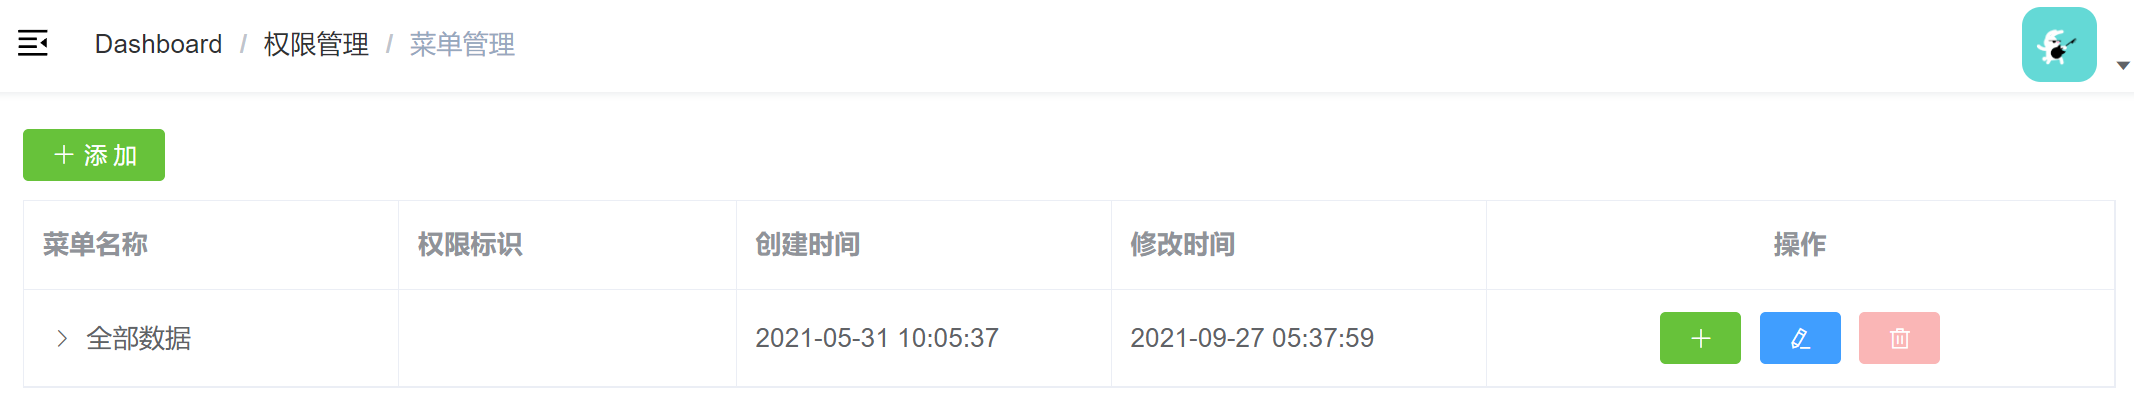 Dashboard / 权限管理 / 菜单管理
添加
菜单名称 权限标识 创建时间 修改时间 操作
全部数据 2021-05-31 10:05:37 2021-09-27 05:37:59